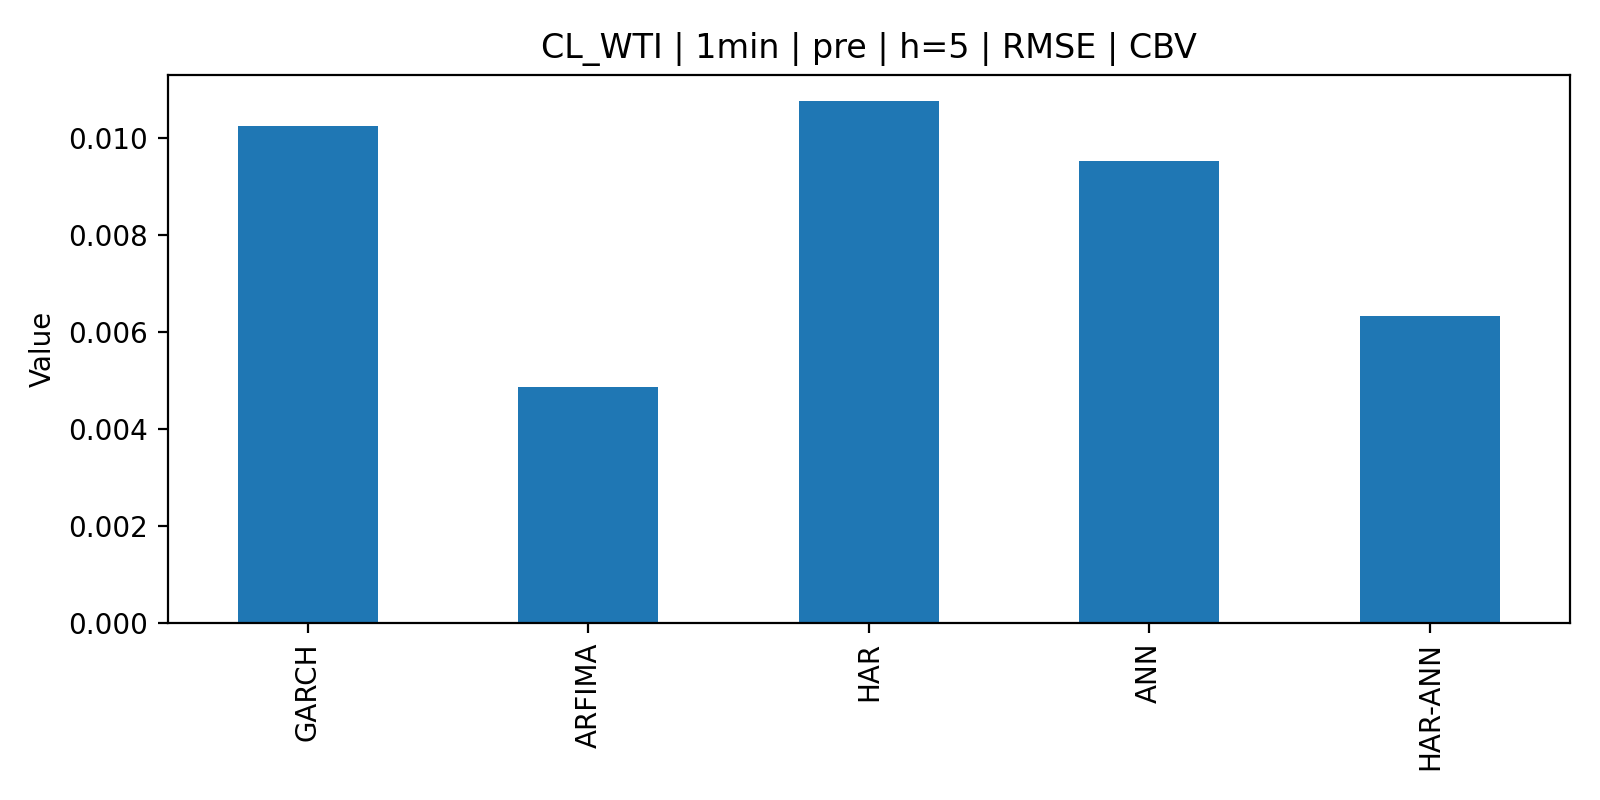 CL_WTI | 1min | pre | h=5 | RMSE | CBV
Value
0.010
0.008
0.006
0.004
0.002
0.000
GARCH
ARFIMA
HAR
ANN
HAR-ANN